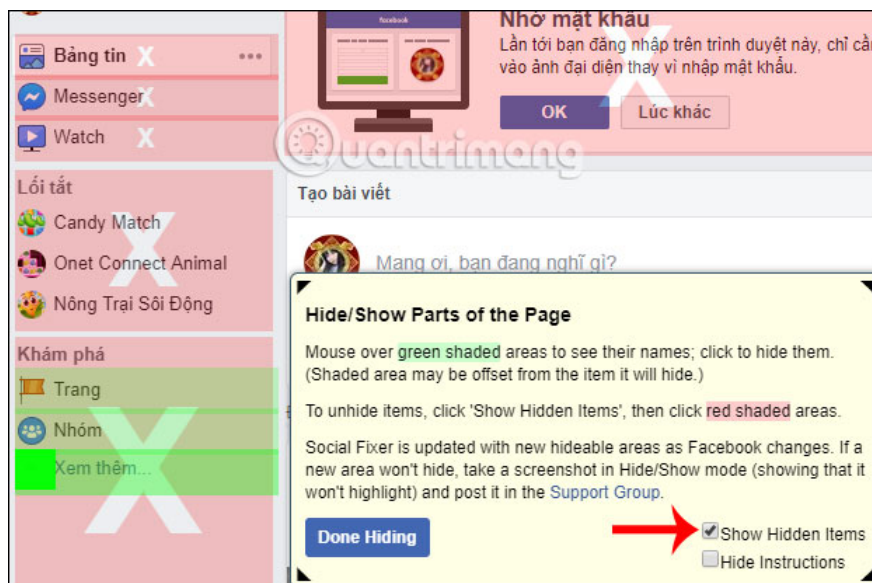 facebook
Nhớ mật khẩu
Lần tới bạn đăng nhập trên trình duyệt này, chỉ cần
vào ảnh đại diện thay vì nhập mật khẩu.
OK
Lúc khác
Bảng tin
Messenger
Watch
Quantrimang
Lối tắt
Candy Match
Onet Connect Animal
Nông Trại Sôi Động
Khám phá
Trang
Nhóm
Xem thêm...
Tạo bài viết
Mang ơi, bạn đang nghĩ gì?
Hide/Show Parts of the Page
Mouse over green shaded areas to see their names; click to hide them.
(Shaded area may be offset from the item it will hide.)
To unhide items, click 'Show Hidden Items', then click red shaded areas.
Social Fixer is updated with new hideable areas as Facebook changes. If a
new area won't hide, take a screenshot in Hide/Show mode (showing that it
won't highlight) and post it in the Support Group.
Done Hiding
Show Hidden Items
Hide Instructions